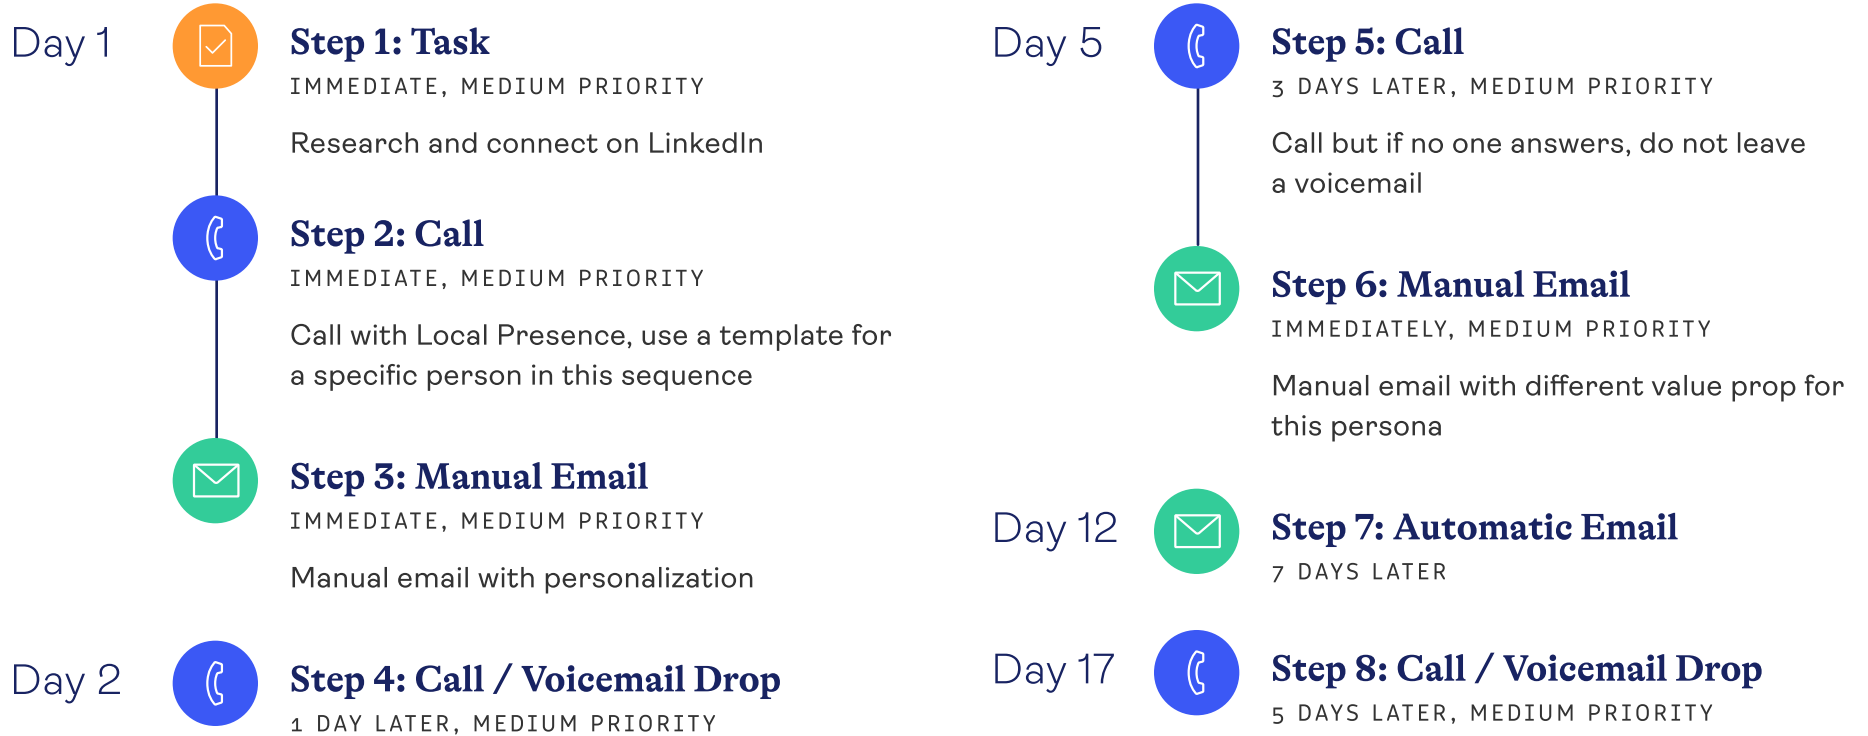 Day 1
Step 1: Task
IMMEDIATE, MEDIUM PRIORITY
Research and connect on LinkedIn
Step 2: Call
IMMEDIATE, MEDIUM PRIORITY
Call with Local Presence, use a template for
a specific person in this sequence
Step 3: Manual Email
IMMEDIATE, MEDIUM PRIORITY
Manual email with personalization
Day 2
Step 4: Call / Voicemail Drop
1 DAY LATER, MEDIUM PRIORITY
Day 5
Step 5: Call
3 DAYS LATER, MEDIUM PRIORITY
Call but if no one answers, do not leave
a voicemail
Step 6: Manual Email
IMMEDIATELY, MEDIUM PRIORITY
Manual email with different value prop for
this persona
Day 12
Step 7: Automatic Email
7 DAYS LATER
Day 17
Step 8: Call / Voicemail Drop
5 DAYS LATER, MEDIUM PRIORITY